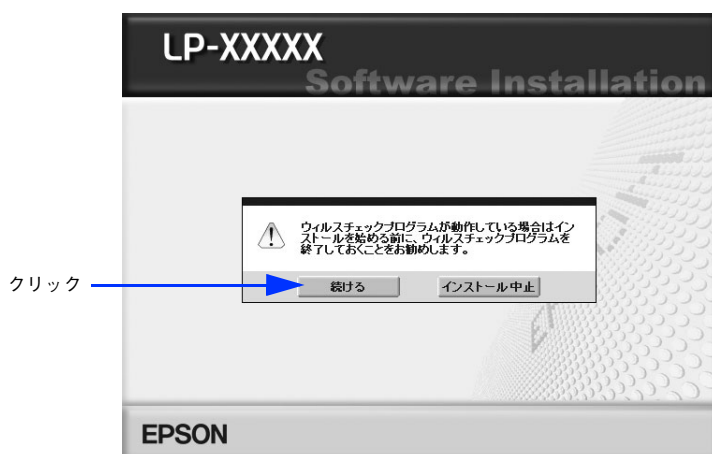 LP-XXXXX
Software Installation
ウィルスチェックプログラムが動作している場合はイン
ストールを始める前に、ウィルスチェックプログラムを
終了しておくことをお勧めします。
クリック
続ける
インストール中止
EPSON
EPSON